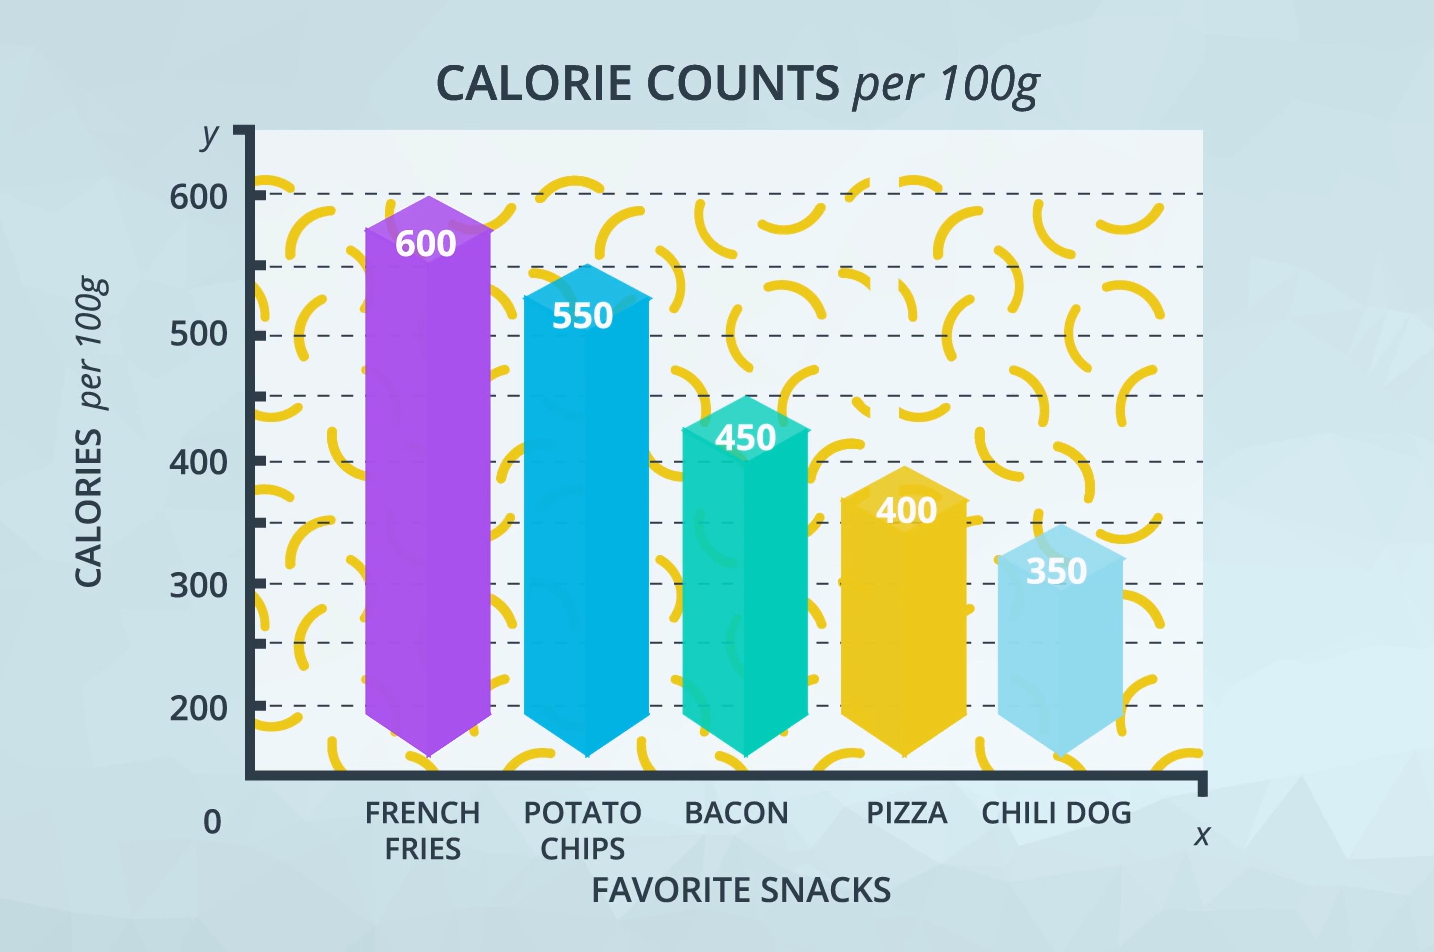 CALORIE COUNTS per 100g
y
600
500
400
300
200
0
CALORIES per 100g
600
550
450
400
350
FRENCH FRIES
POTATO CHIPS
BACON
PIZZA
CHILI DOG
x
FAVORITE SNACKS